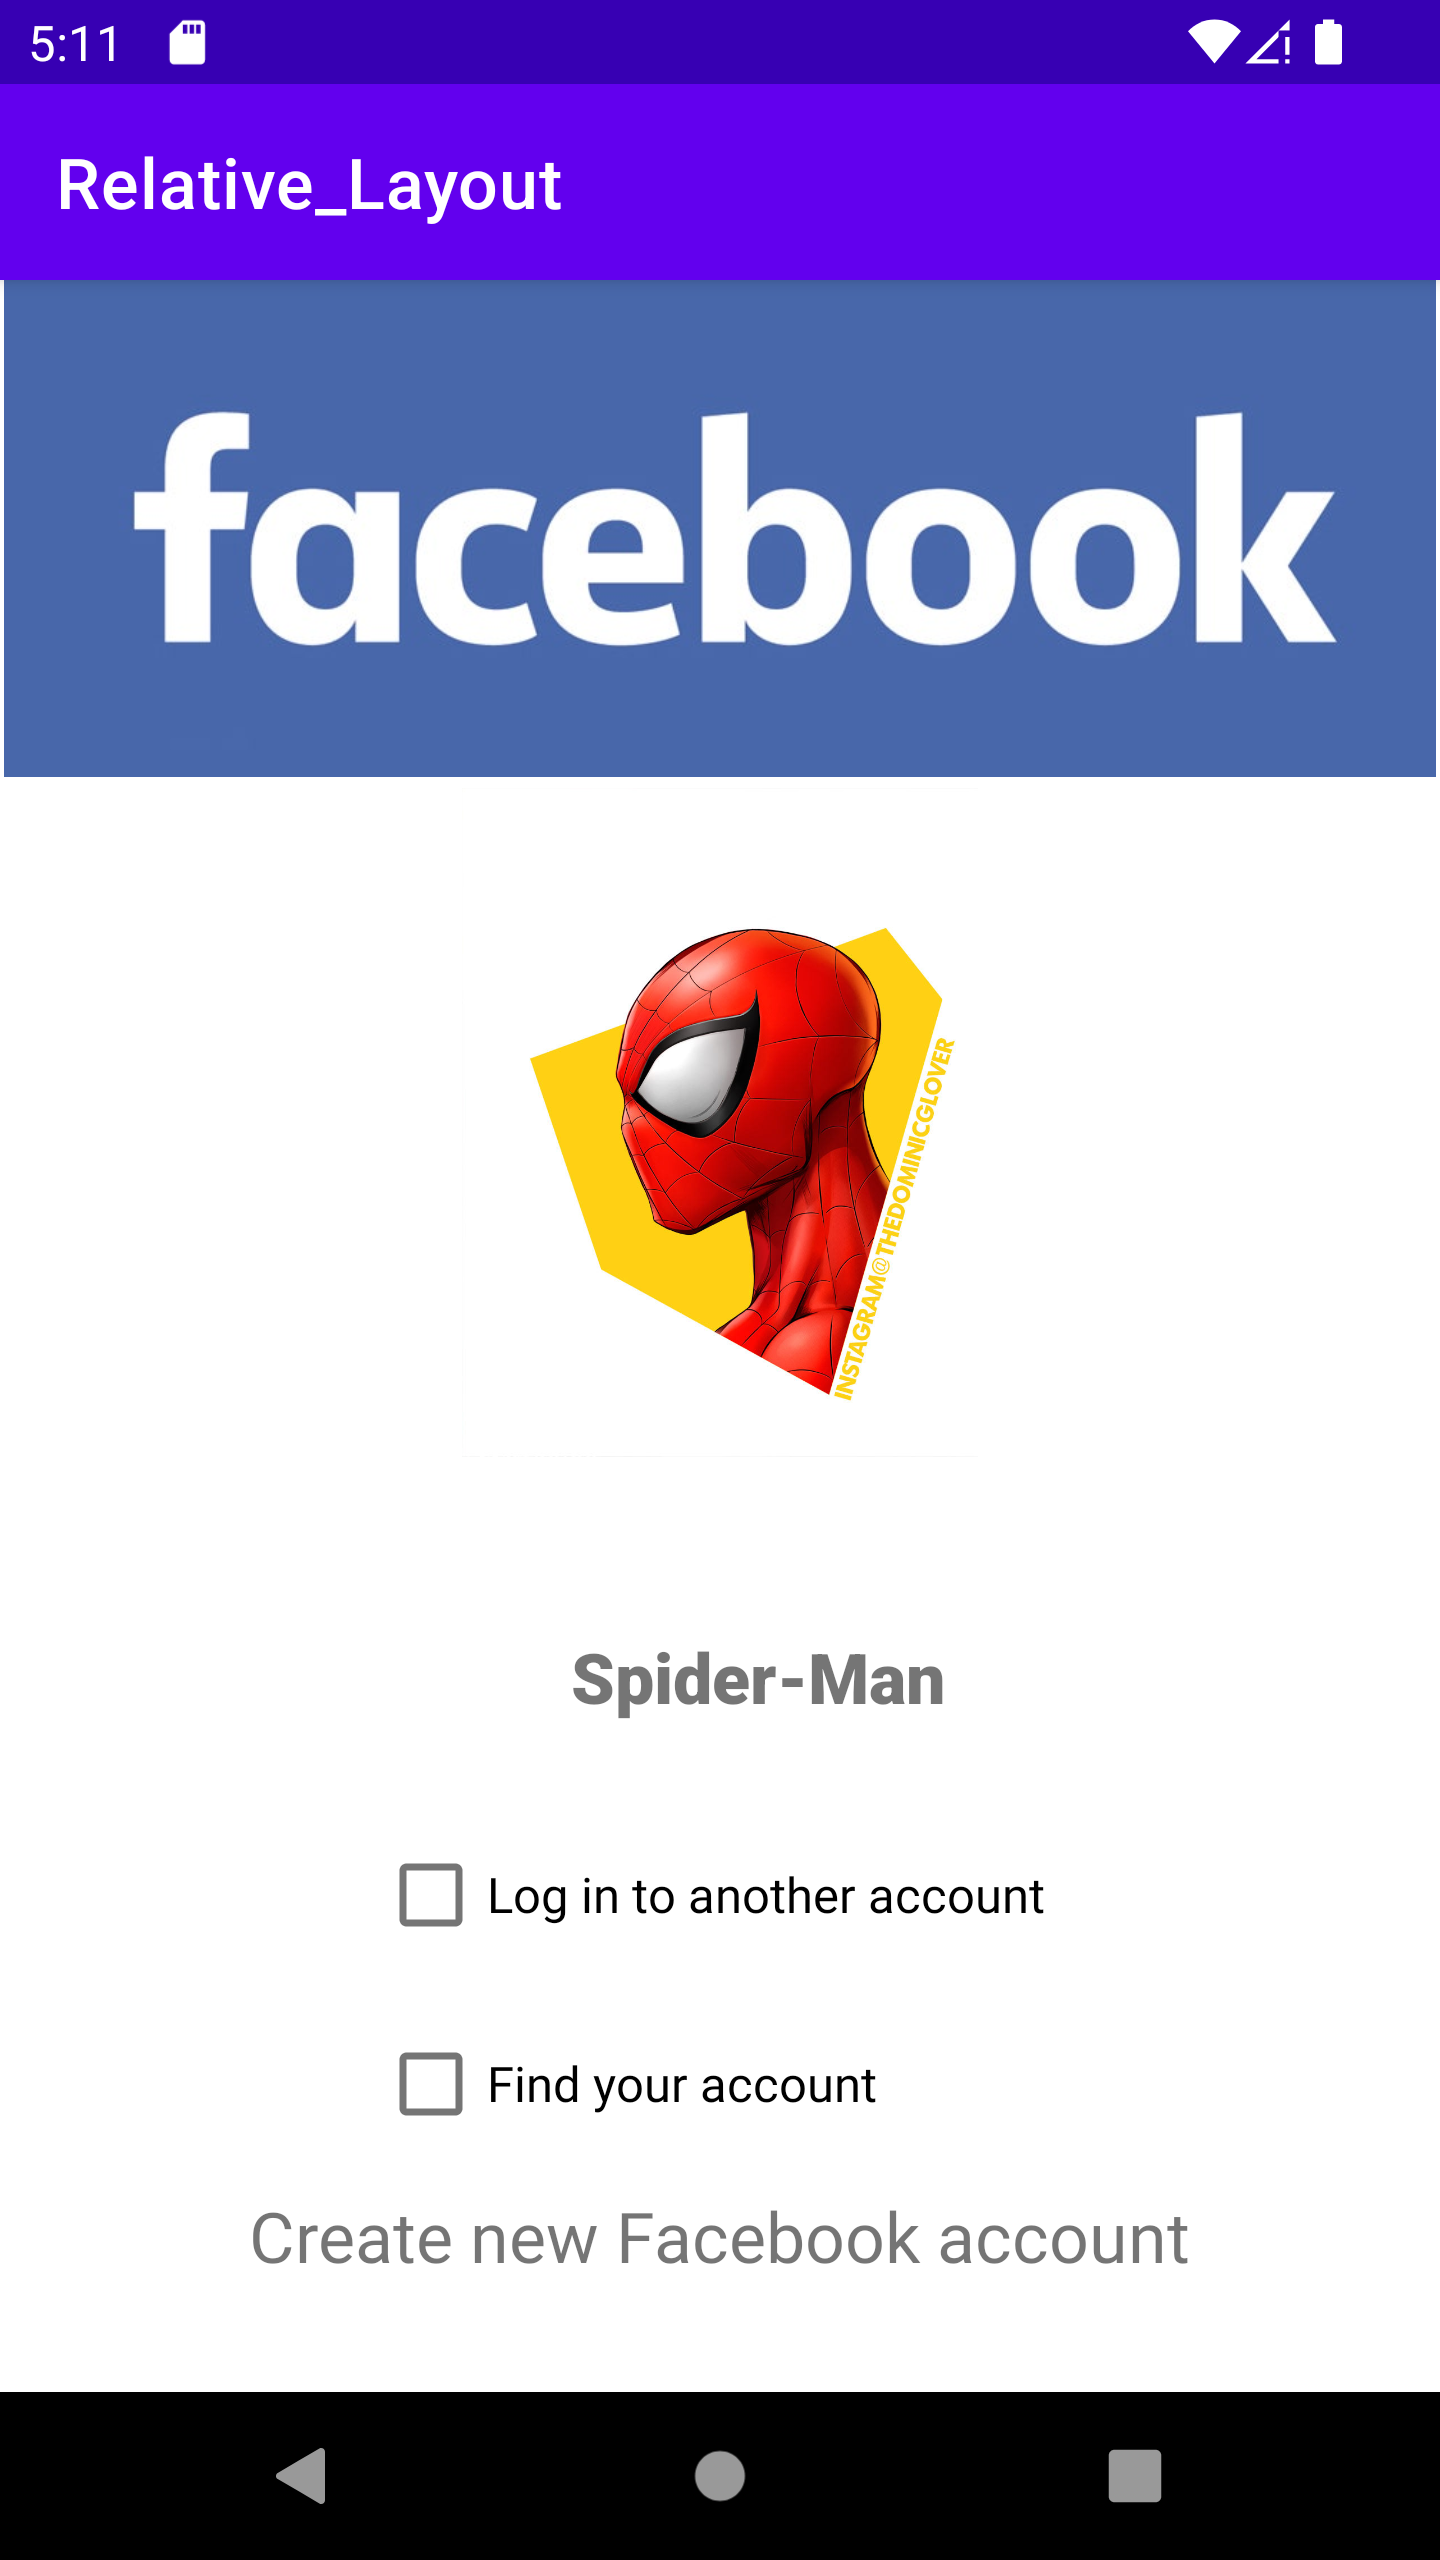 5:11
Relative_Layout
facebook
INSTAGRAM@THEDOMINICGLOVER
Spider-Man
Log in to another account
Find your account
Create new Facebook account